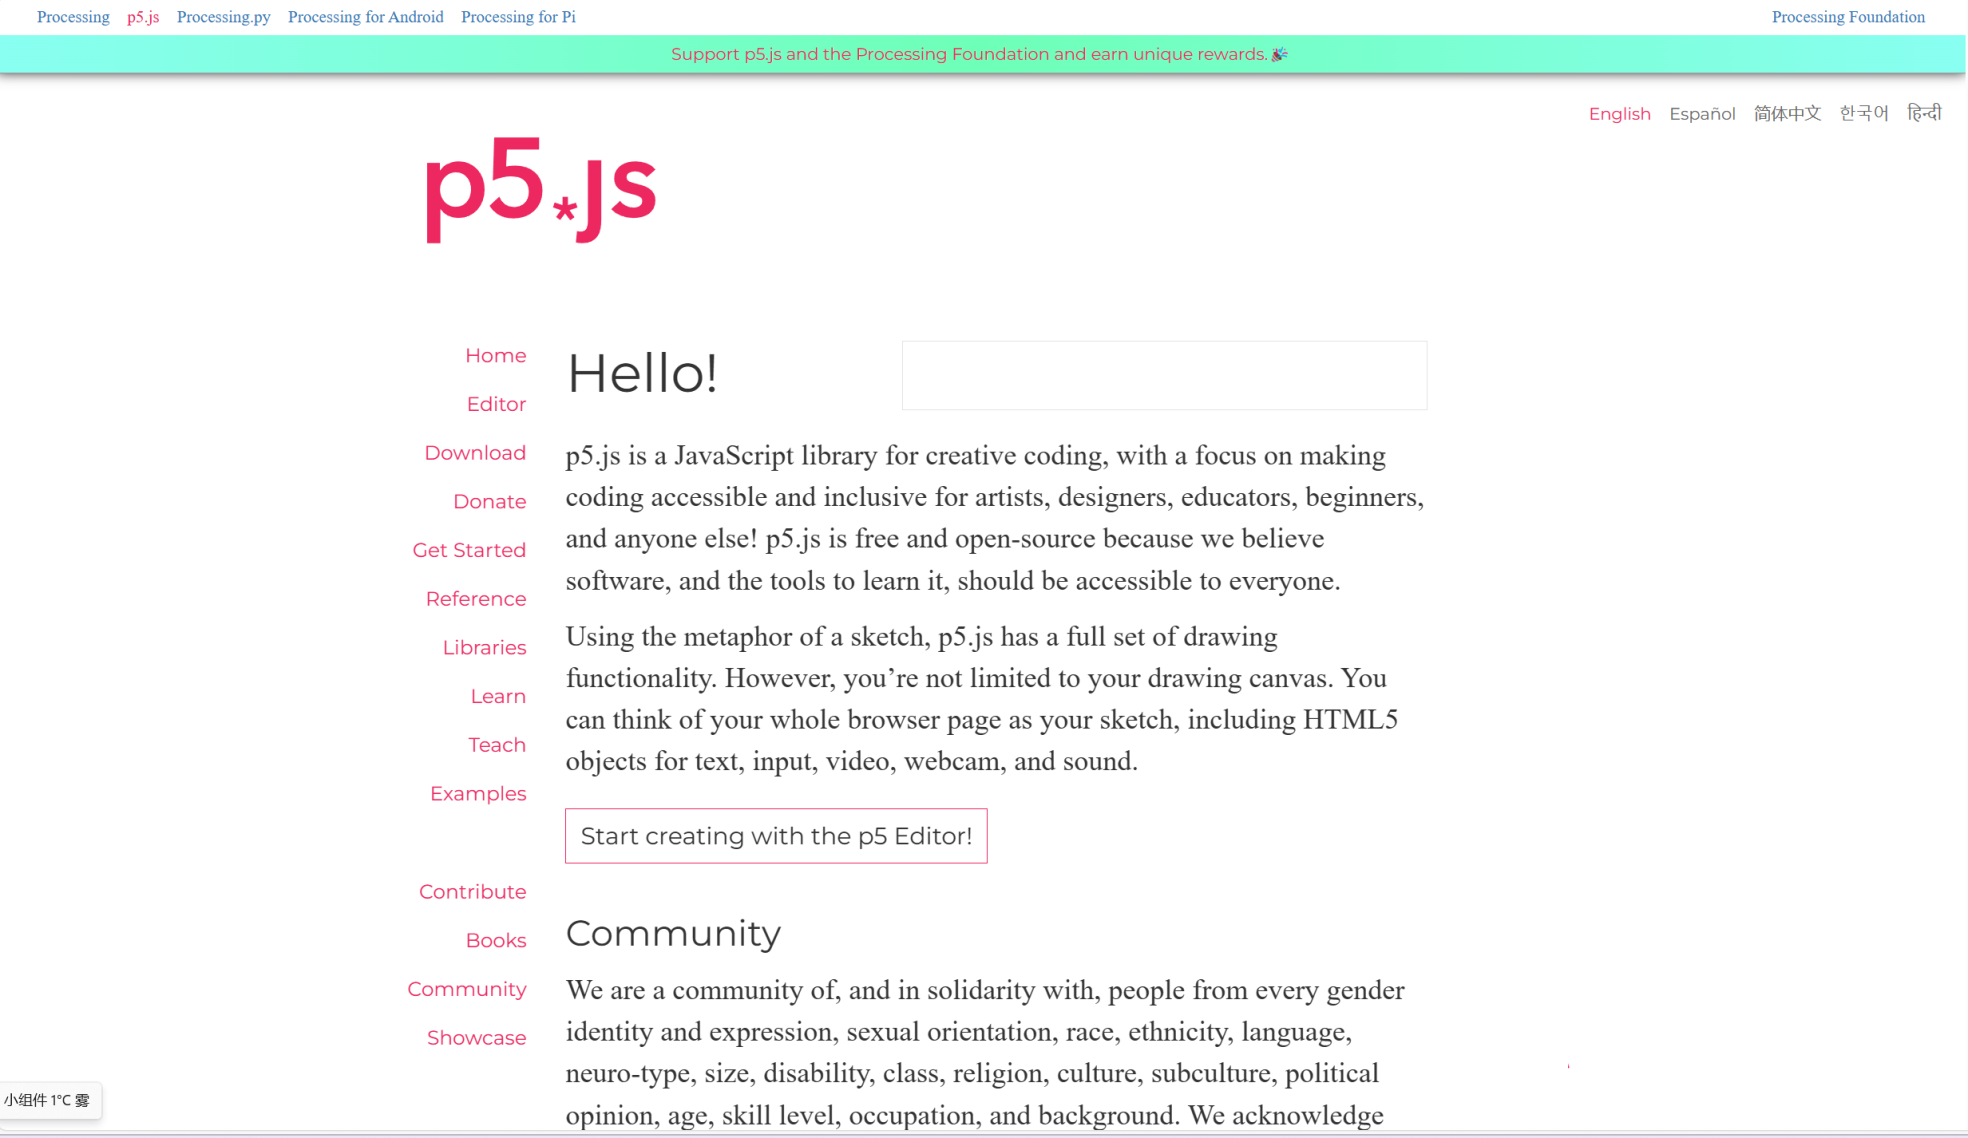 Processing p5.js Processing.py Processing for Android Processing for Pi Processing Foundation
Support p5.js and the Processing Foundation and earn unique rewards.🎉
English Español 简体中文 한국어 हिन्दी
p5*js
Home
Editor
Download
Donate
Get Started
Reference
Libraries
Learn
Teach
Examples
Contribute
Books
Community
Showcase
Hello!
p5.js is a JavaScript library for creative coding, with a focus on making
coding accessible and inclusive for artists, designers, educators, beginners,
and anyone else! p5.js is free and open-source because we believe
software, and the tools to learn it, should be accessible to everyone.
Using the metaphor of a sketch, p5.js has a full set of drawing
functionality. However, you’re not limited to your drawing canvas. You
can think of your whole browser page as your sketch, including HTML5
objects for text, input, video, webcam, and sound.
Start creating with the p5 Editor!
Community
We are a community of, and in solidarity with, people from every gender
identity and expression, sexual orientation, race, ethnicity, language,
neuro-type, size, disability, class, religion, culture, subculture, political
opinion, age, skill level, occupation, and background. We acknowledge
小组件 1°C 雾